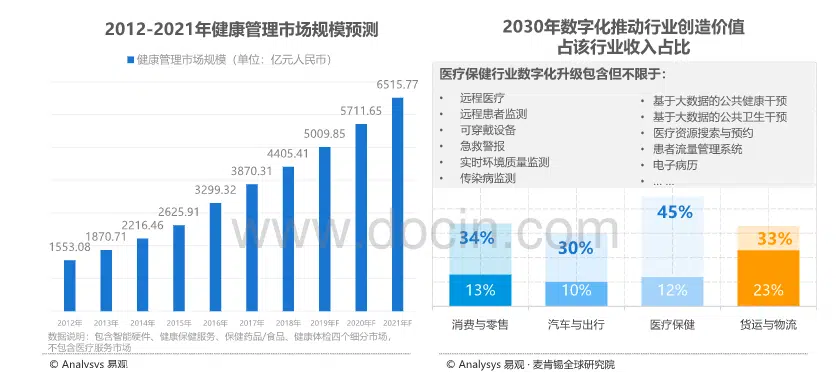 2012-2021年健康管理市场规模预测
健康管理市场规模（单位：亿元人民币）
1553.08
1870.71
2216.46
2625.91
3299.32
3870.31
4405.41
5009.85
5711.65
6515.77
2012年 2013年 2014年 2015年 2016年 2017年 2018年 2019年F 2020年F 2021年F
数据说明：包含智能硬件、健康保健服务、保健药品/食品、健康体检四个细分市场，
不包含医疗服务市场
© Analysys 易观
2030年数字化推动行业创造价值
占该行业收入占比
医疗保健行业数字化升级包含但不限于：
• 远程医疗
• 远程患者监测
• 可穿戴设备
• 急救警报
• 实时环境质量监测
• 传染病监测
• 基于大数据的公共健康干预
• 基于大数据的公共卫生干预
• 医疗资源搜索与预约
• 患者流量管理系统
• 电子病历
• ……
34% 30% 45% 33%
13% 10% 12% 23%
消费与零售 汽车与出行 医疗保健 货运与物流
© Analysys 易观 · 麦肯锡全球研究院
www.docin.com